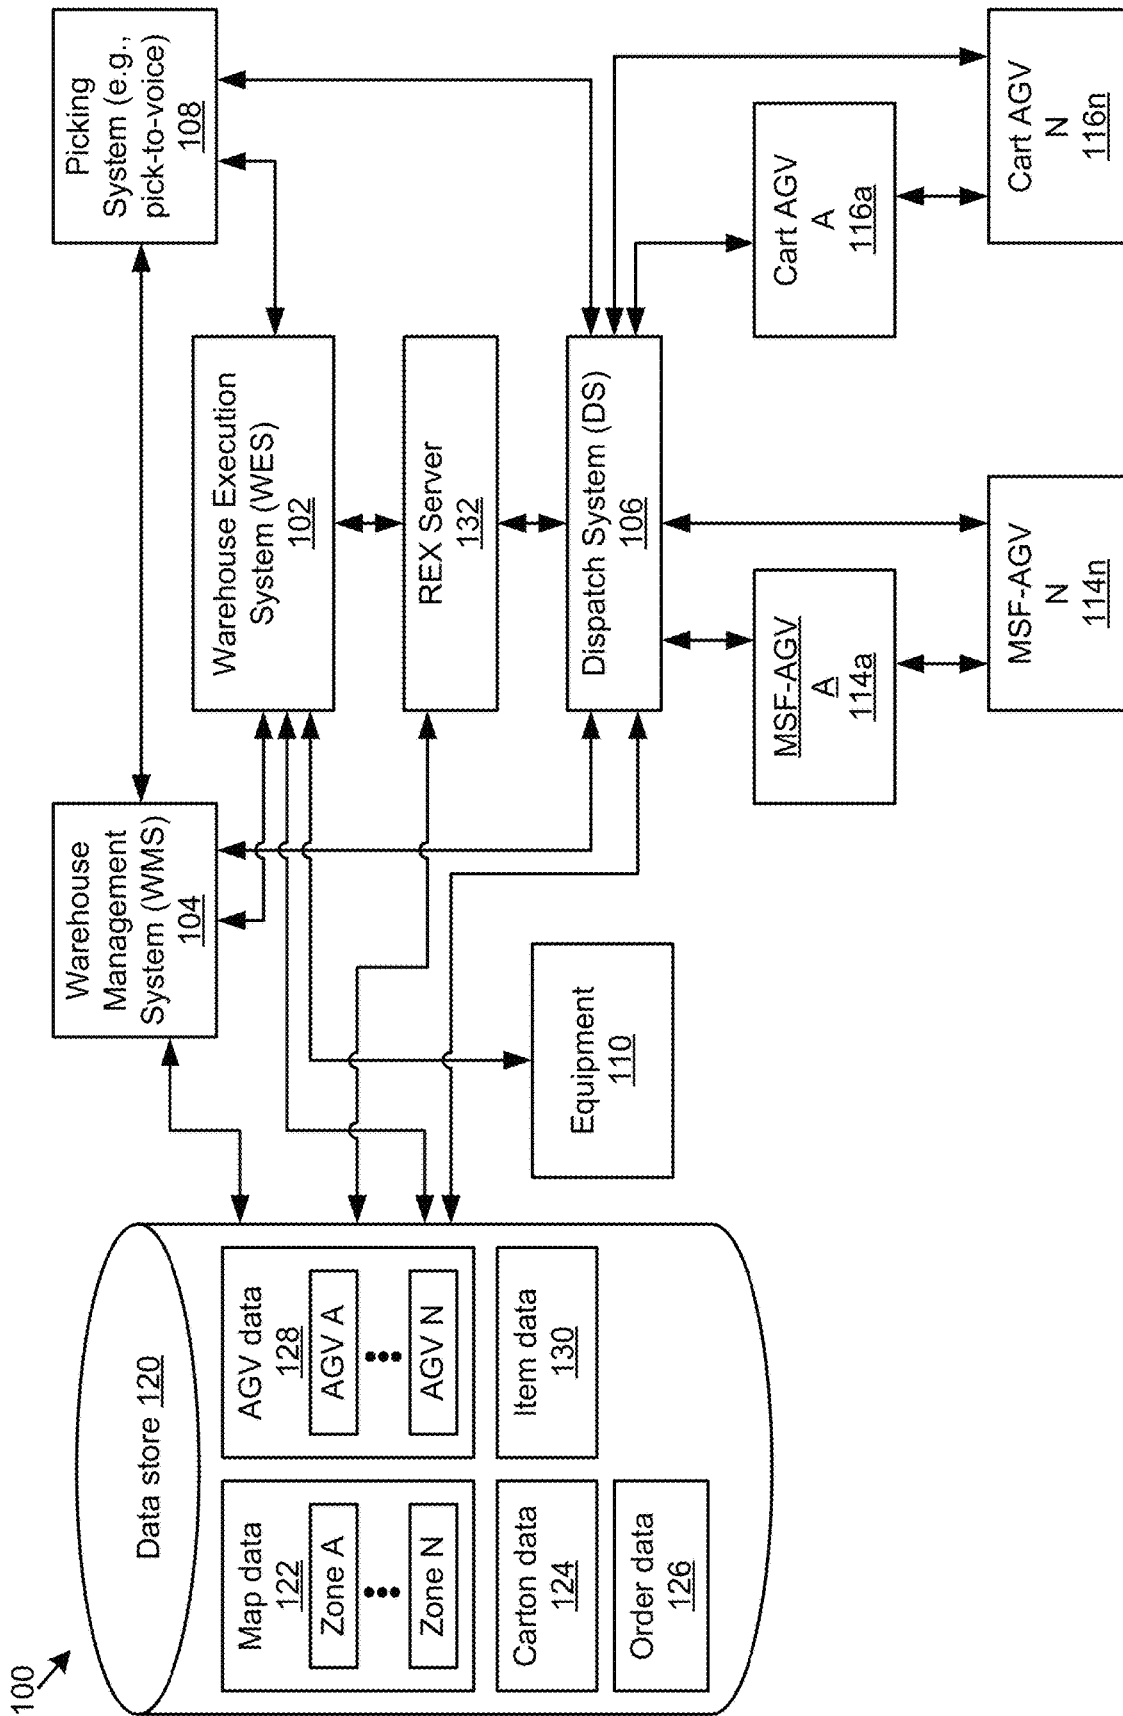 100
Data store 120
Map data
122
Zone A
Zone N
AGV data
128
AGV A
AGV N
Carton data
124
Item data
130
Order data
126
Warehouse
Management
System (WMS)
104
Picking
System (e.g.,
pick-to-voice)
108
Warehouse Execution
System (WES)
102
REX Server
132
Equipment
110
Dispatch System (DS)
106
MSF-AGV
A
114a
Cart AGV
A
116a
MSF-AGV
N
114n
Cart AGV
N
116n